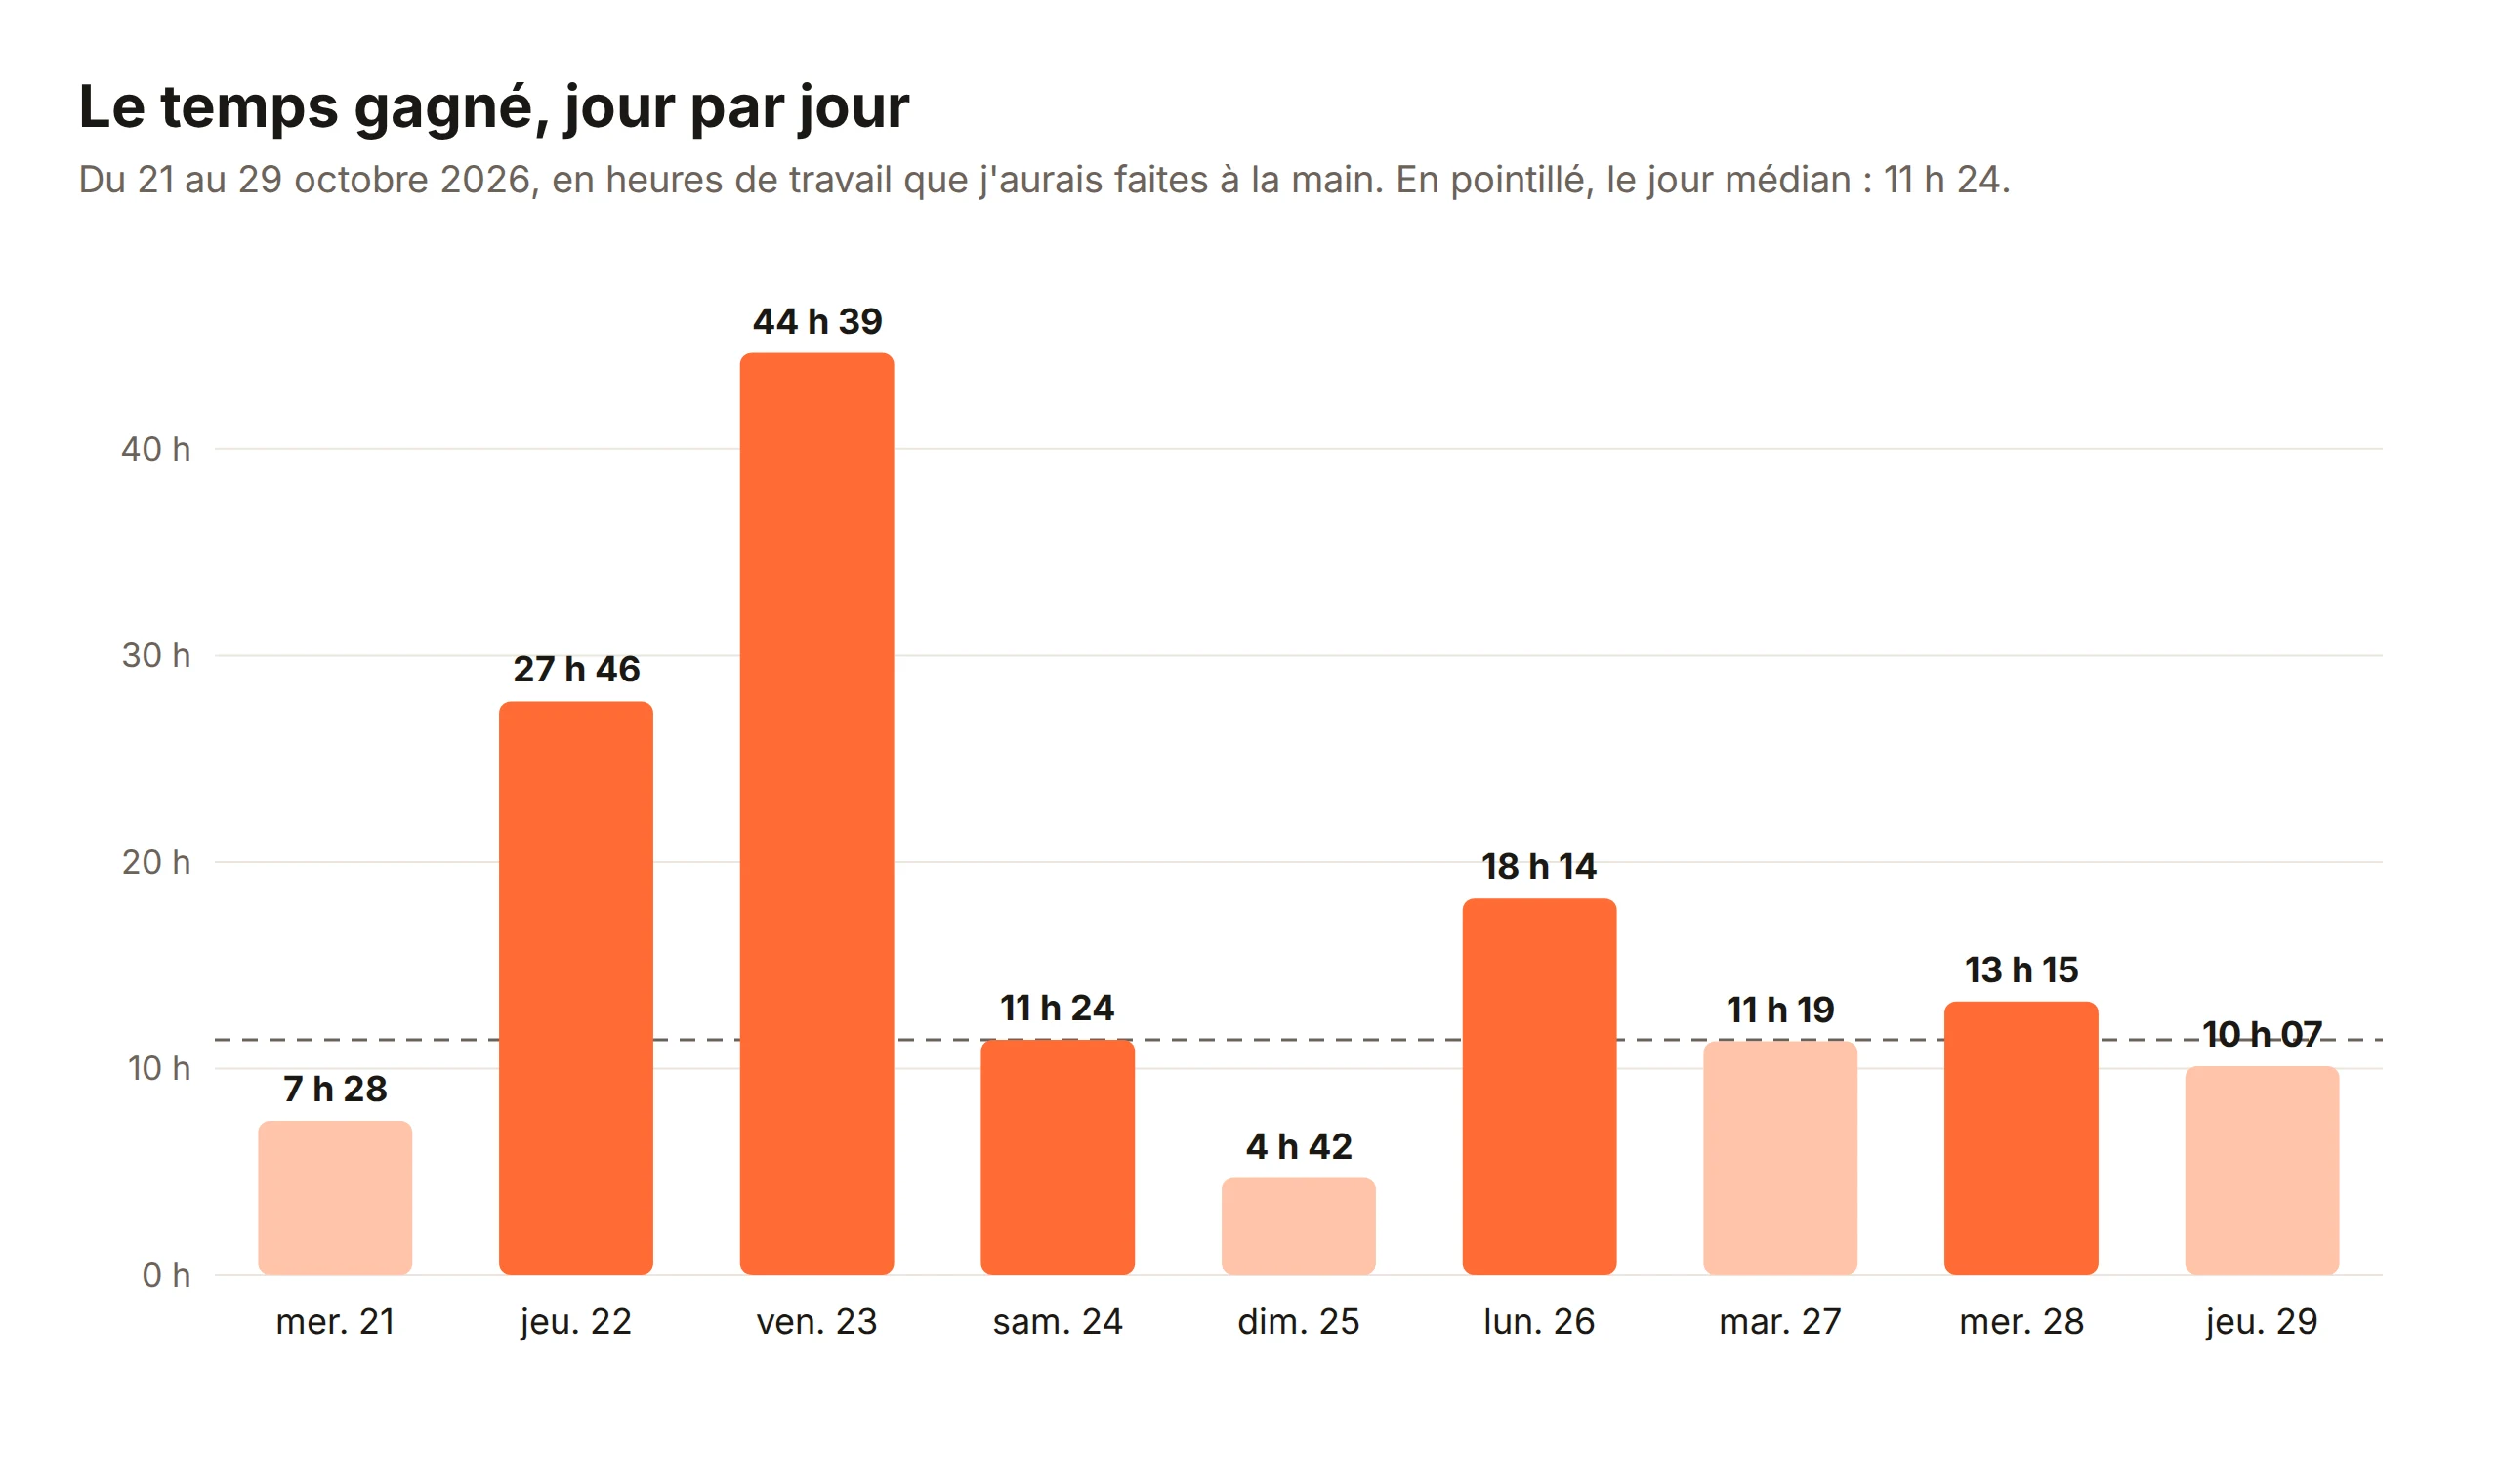 Le temps gagné, jour par jour
Du 21 au 29 octobre 2026, en heures de travail que j'aurais faites à la main. En pointillé, le jour médian : 11 h 24.
44 h 39
40 h
30 h
27 h 46
20 h
18 h 14
13 h 15
11 h 24
11 h 19
10 h 07
10 h
7 h 28
4 h 42
0 h
mer. 21
jeu. 22
ven. 23
sam. 24
dim. 25
lun. 26
mar. 27
mer. 28
jeu. 29